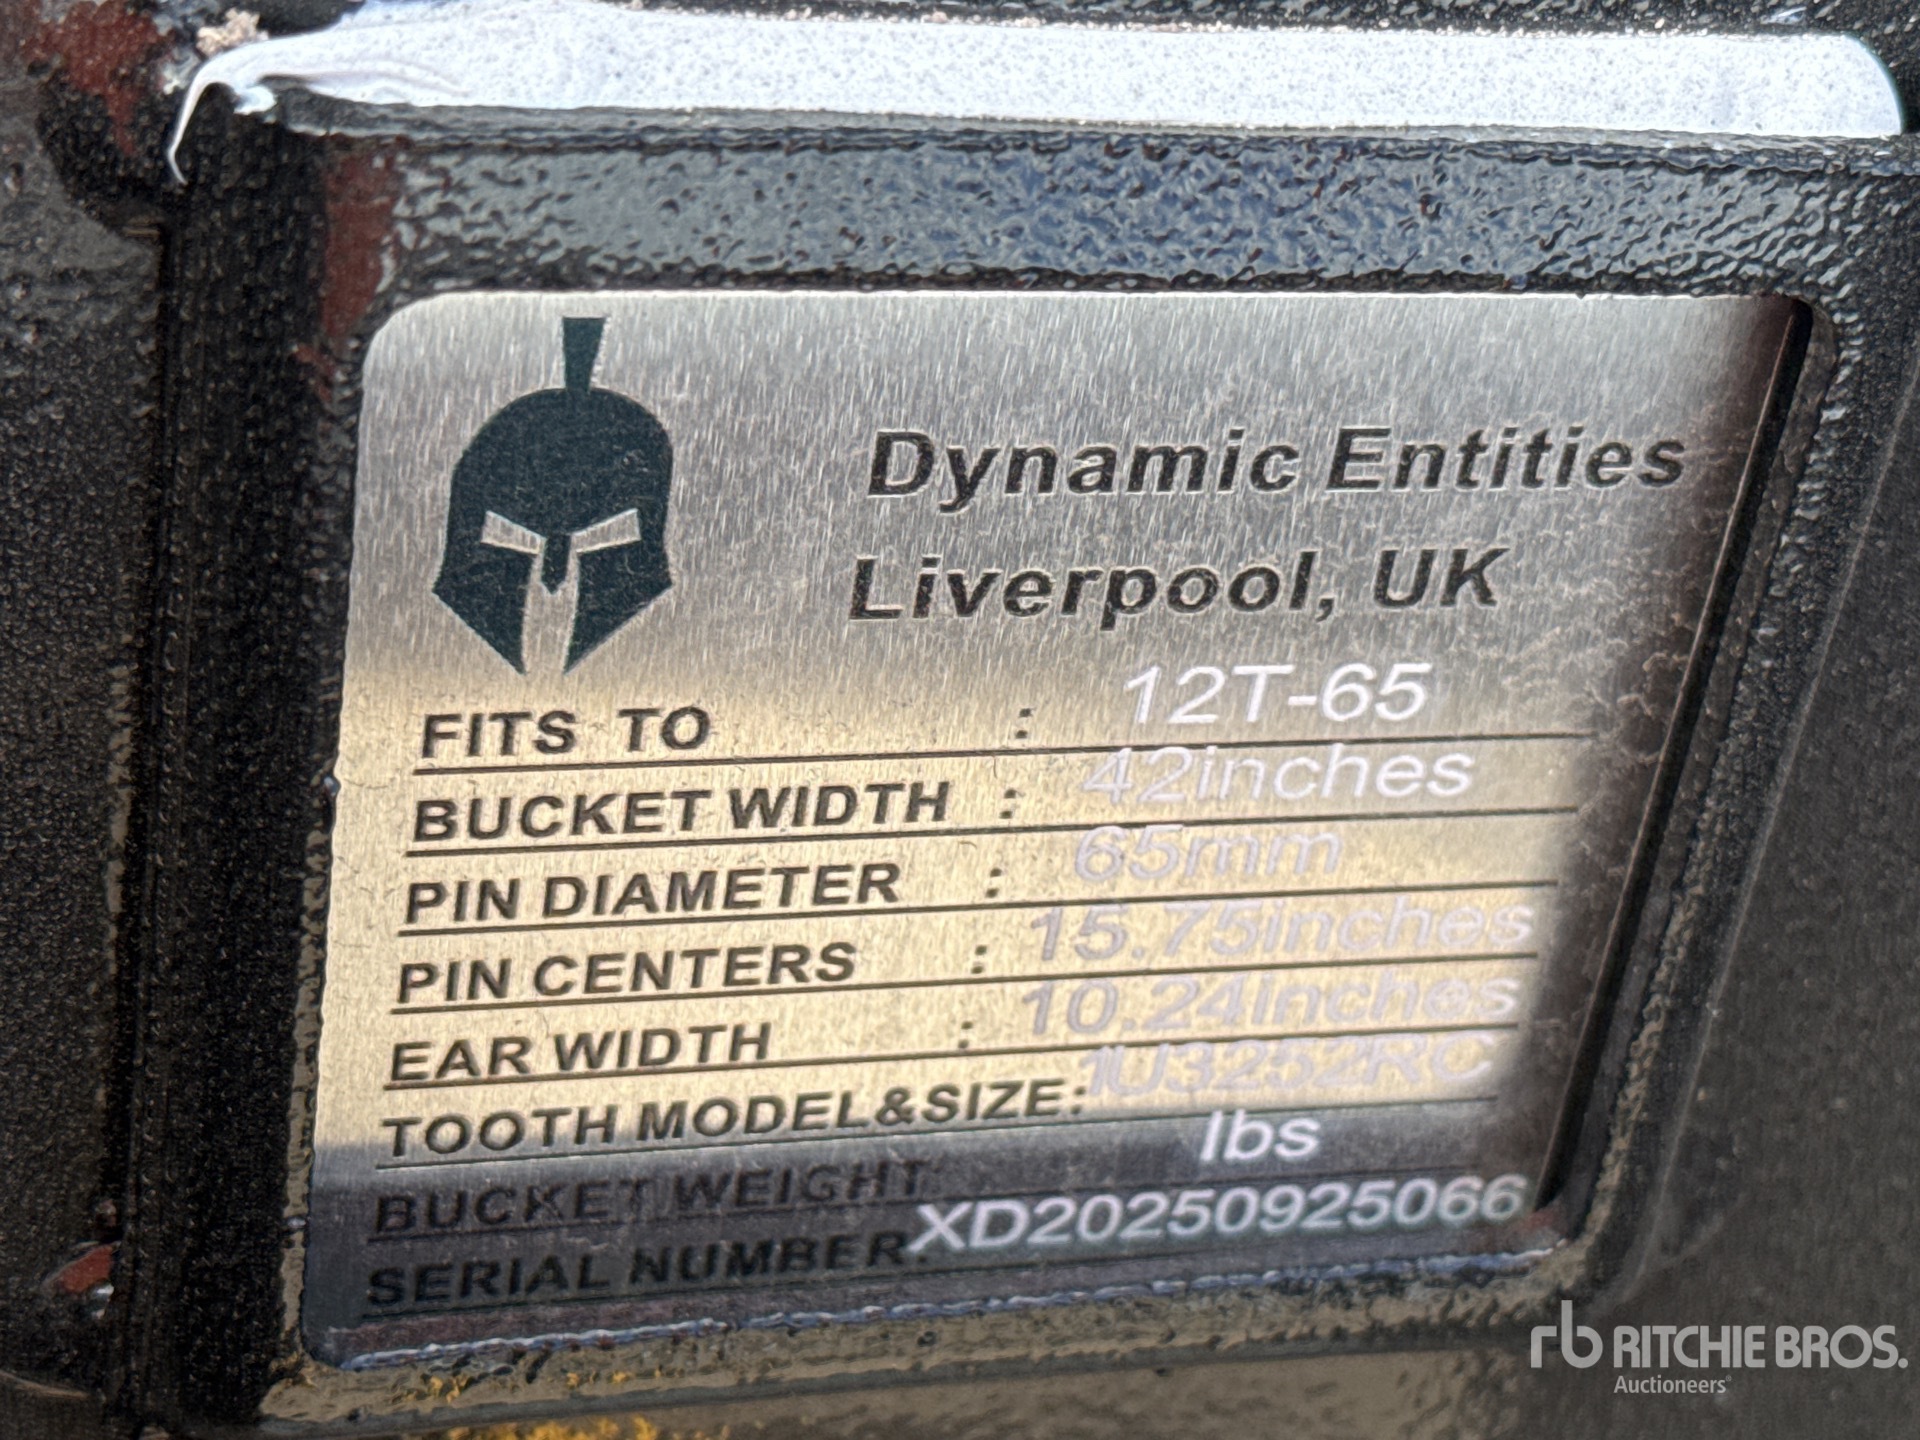 Dynamic Entities
Liverpool, UK
FITS TO : 12T-65
BUCKET WIDTH : 42inches
PIN DIAMETER : 65mm
PIN CENTERS : 15.75inches
EAR WIDTH : 10.24inches
TOOTH MODEL&SIZE: 1U3252RC
BUCKET WEIGHT lbs
SERIAL NUMBER: XD20250925066
rb RITCHIE BROS.
Auctioneers